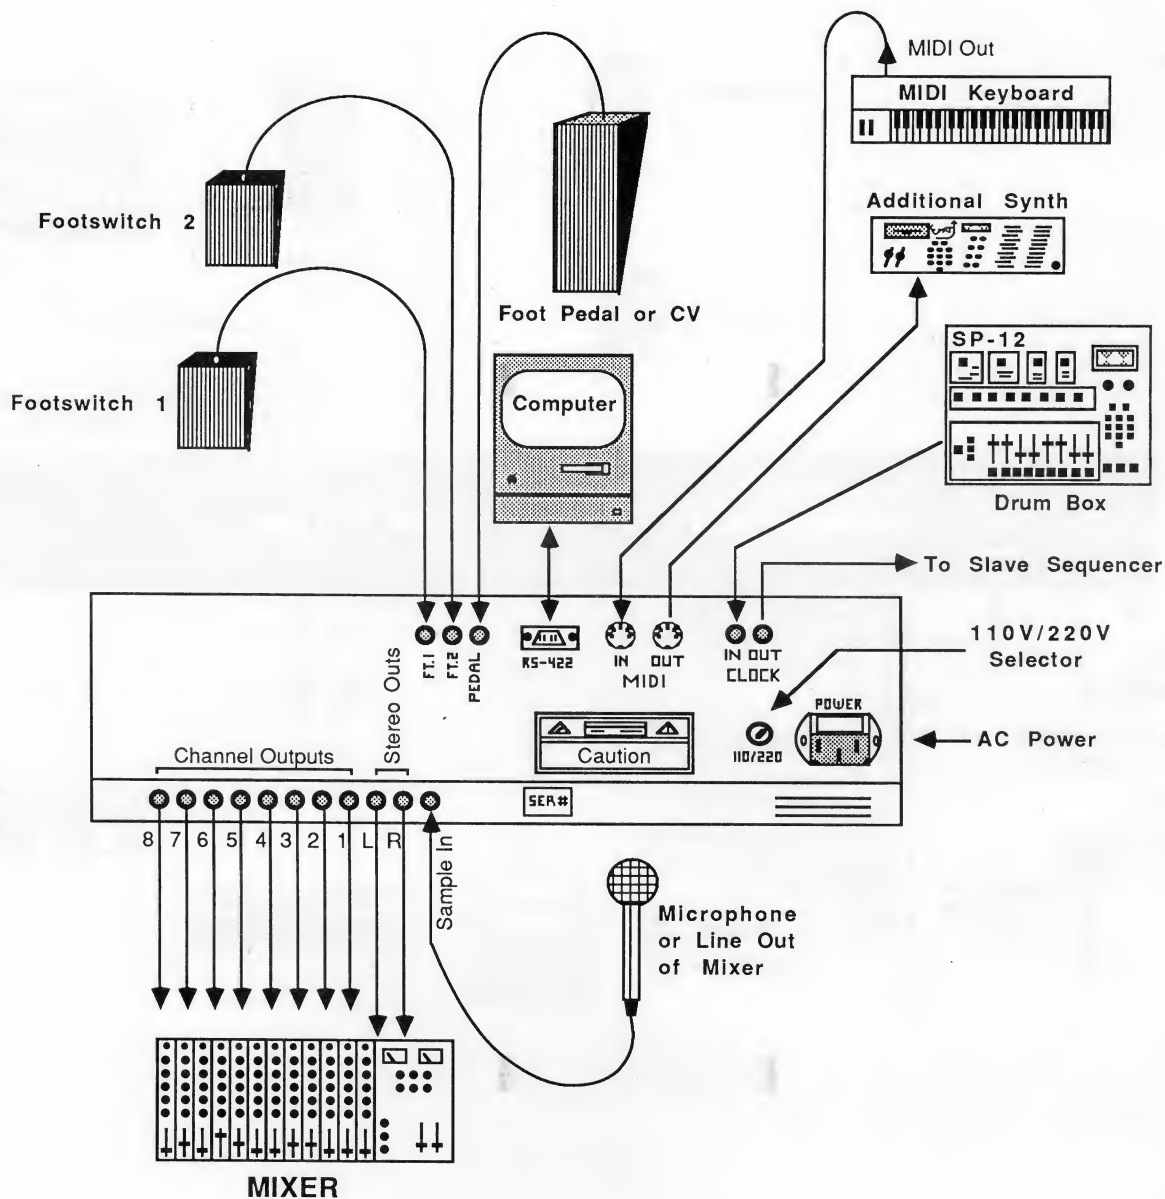 MIDI Out
MIDI Keyboard
Additional Synth
Footswitch 2
Foot Pedal or CV
SP-12
Computer
Footswitch 1
Drum Box
To Slave Sequencer
110V/220V
Selector
FT.1
FT.2
PEDAL
RS-422
IN OUT
MIDI
IN OUT
CLOCK
POWER
Stereo Outs
Channel Outputs
Caution
110/220
AC Power
SER#
8 7 6 5 4 3 2 1 L R
Sample In
Microphone
or Line Out
of Mixer
MIXER